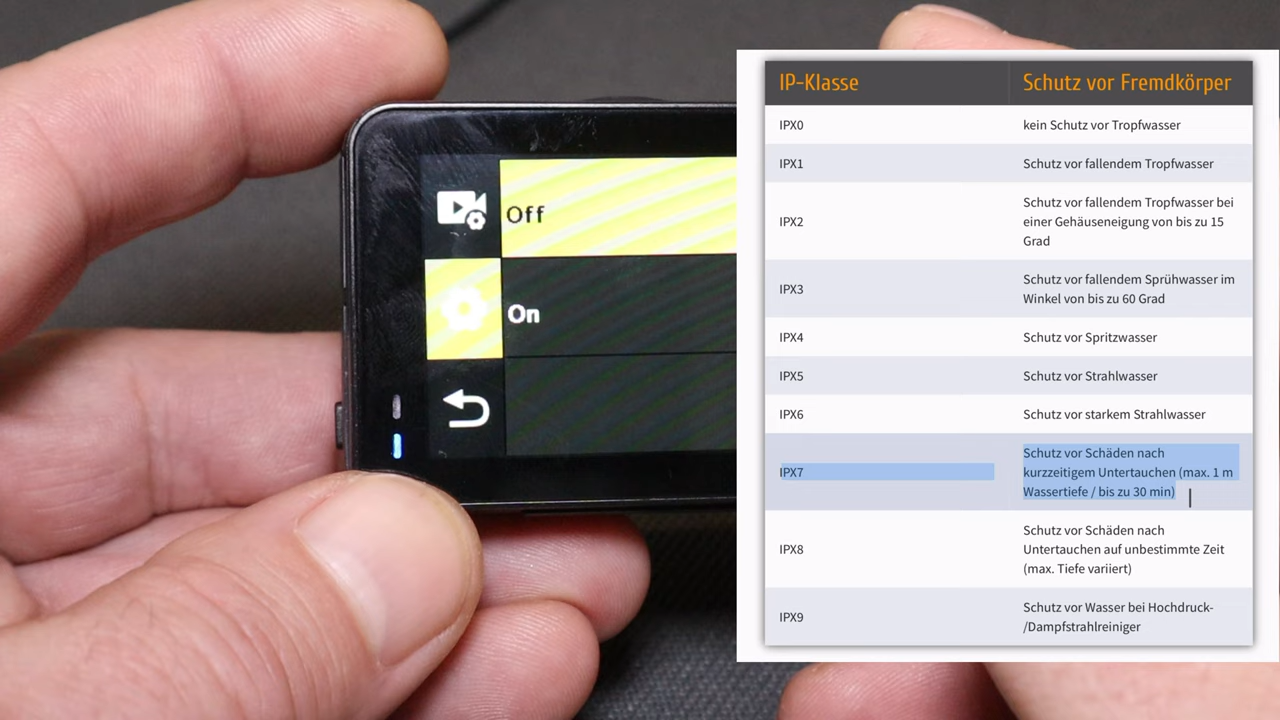 Off
On
IP-Klasse
Schutz vor Fremdkörper
IPX0
kein Schutz vor Tropfwasser
IPX1
Schutz vor fallendem Tropfwasser
IPX2
Schutz vor fallendem Tropfwasser bei
einer Gehäuseneigung von bis zu 15
Grad
IPX3
Schutz vor fallendem Sprühwasser im
Winkel von bis zu 60 Grad
IPX4
Schutz vor Spritzwasser
IPX5
Schutz vor Strahlwasser
IPX6
Schutz vor starkem Strahlwasser
IPX7
Schutz vor Schäden nach
kurzzeitigem Untertauchen (max. 1 m
Wassertiefe / bis zu 30 min)
IPX8
Schutz vor Schäden nach
Untertauchen auf unbestimmte Zeit
(max. Tiefe variiert)
IPX9
Schutz vor Wasser bei Hochdruck-
/Dampfstrahlreiniger